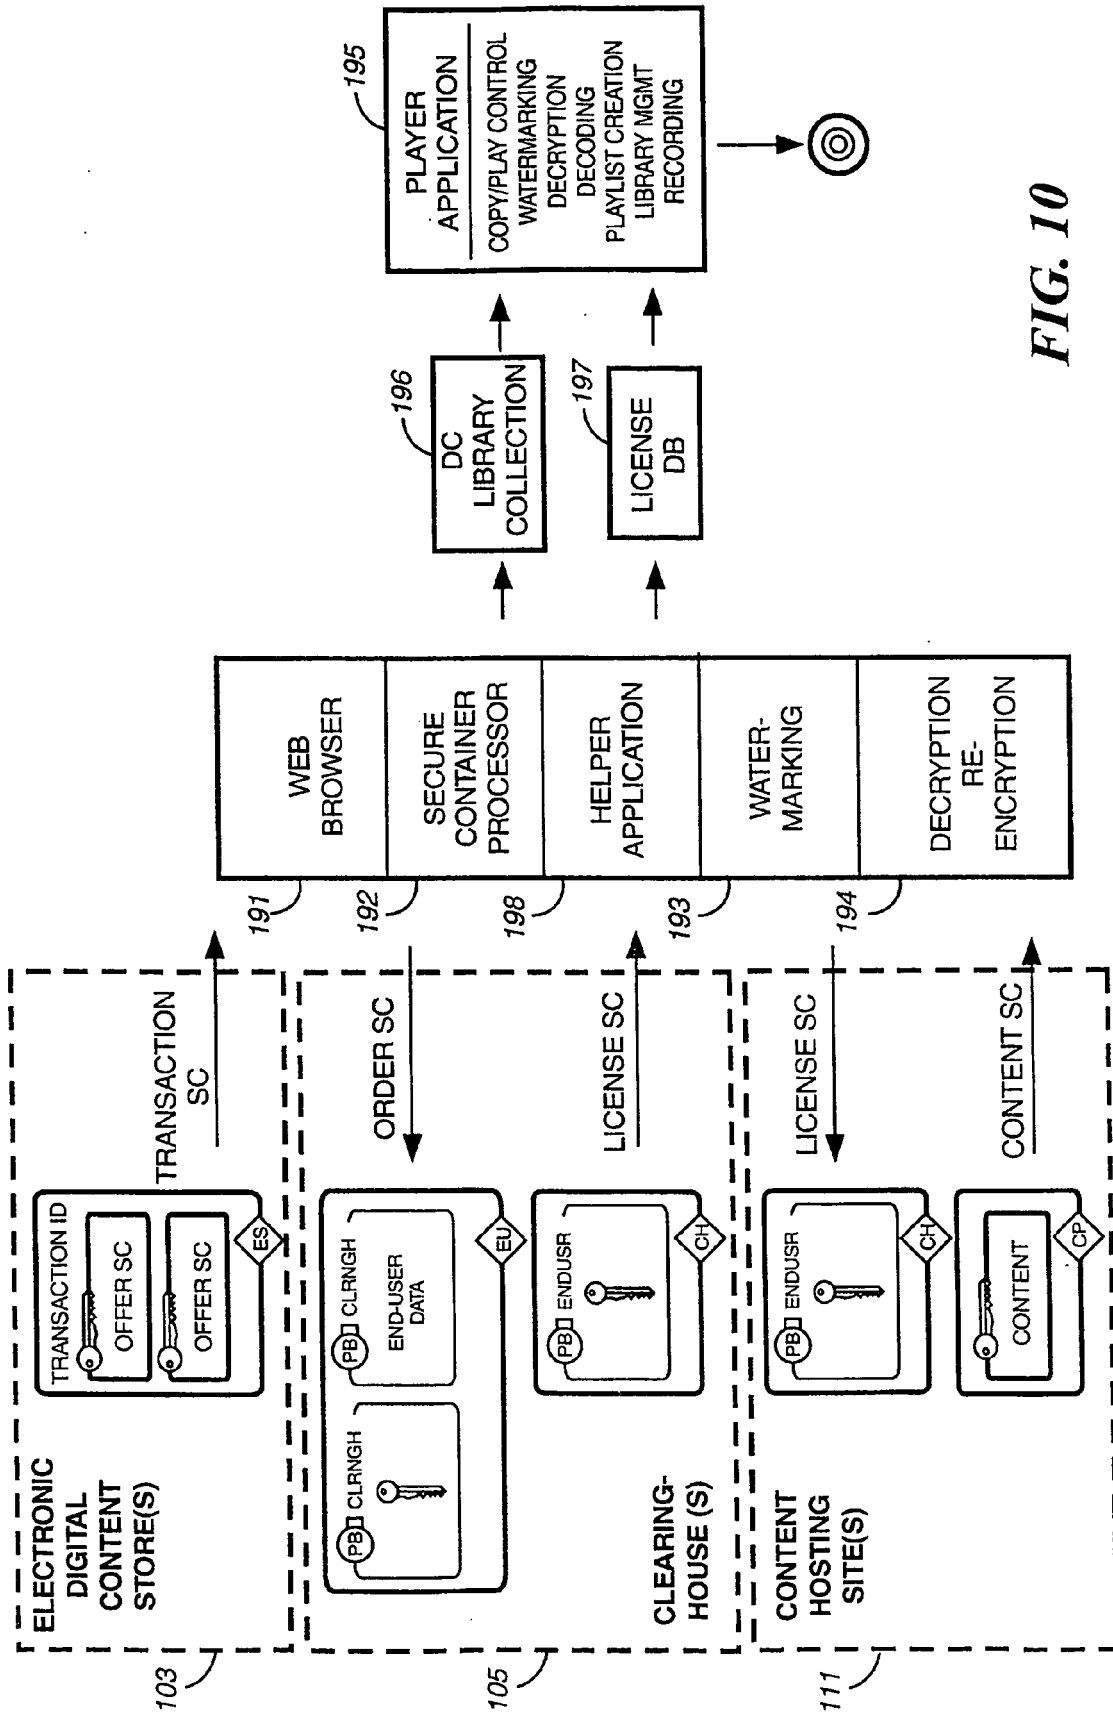 ELECTRONIC
DIGITAL
CONTENT
STORE(S)
103
TRANSACTION ID
OFFER SC
OFFER SC
ES
TRANSACTION
SC
CLEARING-
HOUSE (S)
105
PB
CLRNGH
PB
CLRNGH
END-USER
DATA
EU
ORDER SC
PB
ENDUSR
CH
LICENSE SC
CONTENT
HOSTING
SITE(S)
111
PB
ENDUSR
CH
LICENSE SC
CONTENT
CP
CONTENT SC
191
WEB
BROWSER
192
SECURE
CONTAINER
PROCESSOR
198
HELPER
APPLICATION
193
WATER-
MARKING
194
DECRYPTION
RE-
ENCRYPTION
196
DC
LIBRARY
COLLECTION
197
LICENSE
DB
195
PLAYER
APPLICATION
COPY/PLAY CONTROL
WATERMARKING
DECRYPTION
DECODING
PLAYLIST CREATION
LIBRARY MGMT
RECORDING
FIG. 10